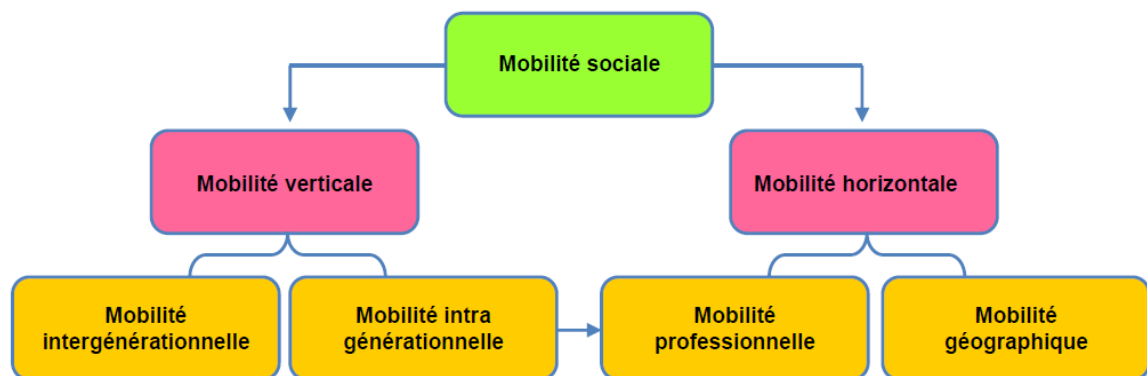 Mobilité sociale
Mobilité verticale
Mobilité horizontale
Mobilité
intergénérationnelle
Mobilité intra
générationnelle
Mobilité
professionnelle
Mobilité
géographique